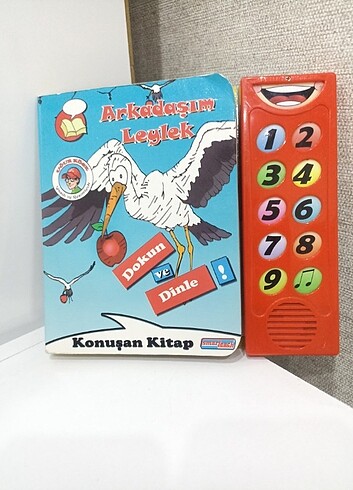 Arkadaşım
Leylek
Dokun
ve
Dinle
!
Konuşan Kitap
1 2
3 4
5 6
7 8
9